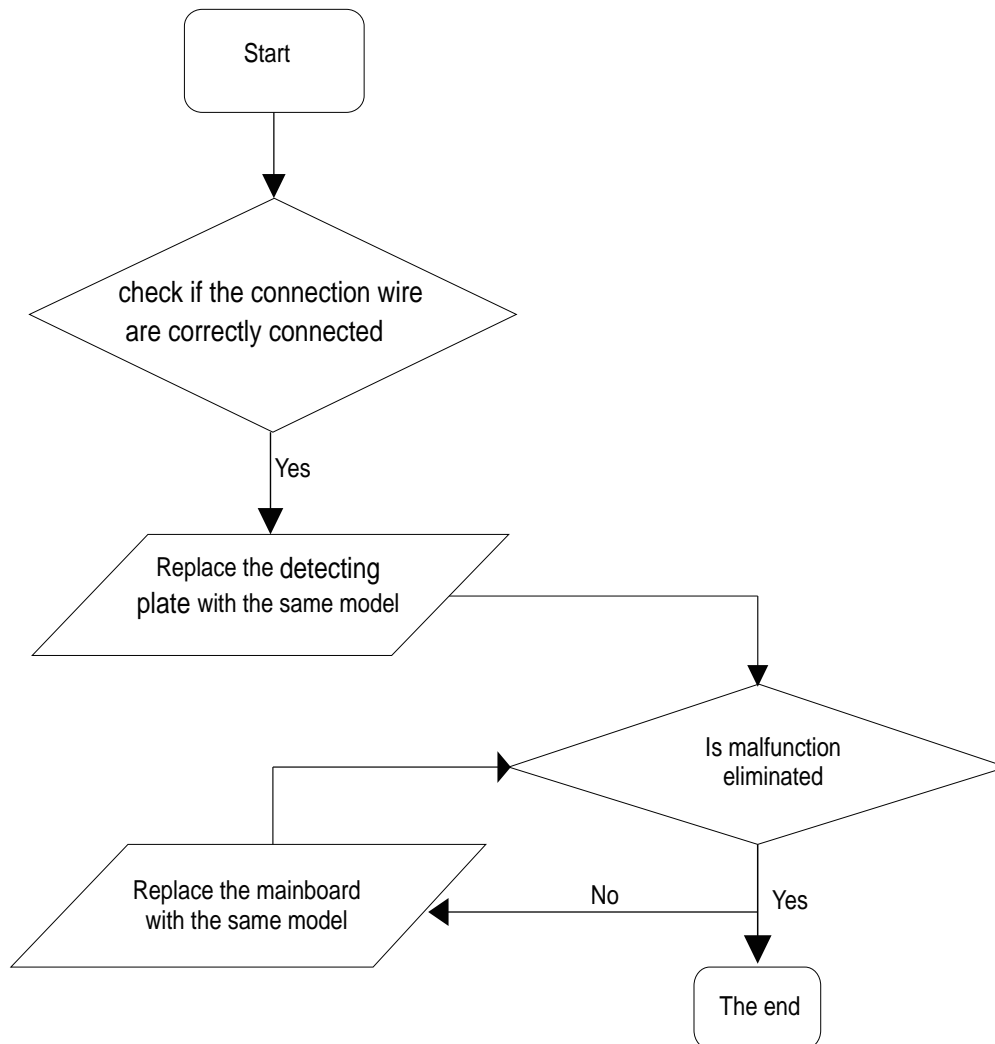 Start
check if the connection wire
are correctly connected
Yes
Replace the detecting
plate with the same model
Is malfunction
eliminated
Replace the mainboard
with the same model
No
Yes
The end